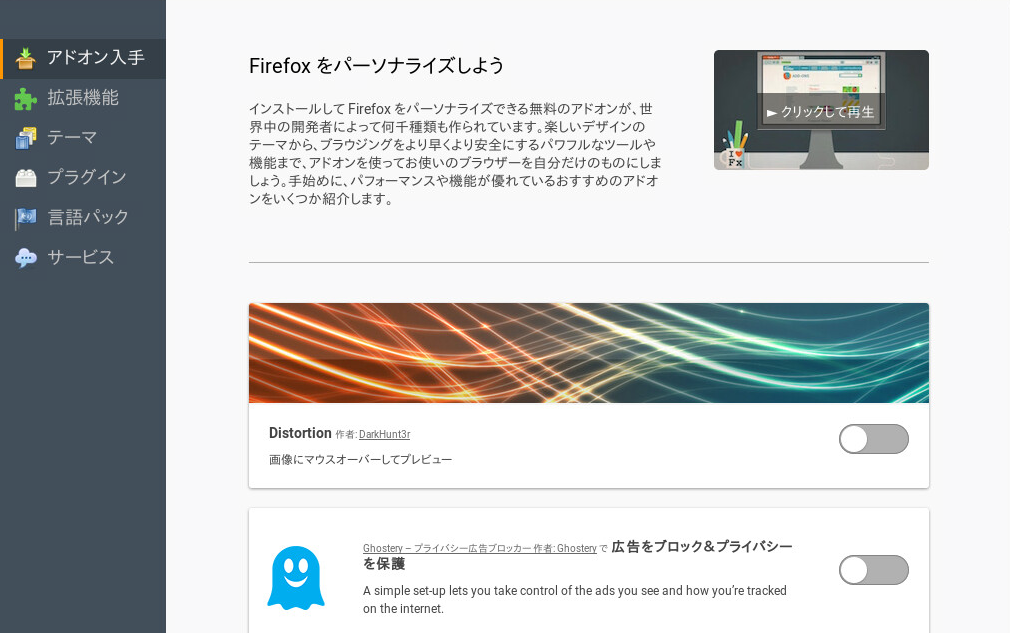 アドオン入手
拡張機能
テーマ
プラグイン
言語パック
サービス
Firefox をパーソナライズしよう
インストールして Firefox をパーソナライズできる無料のアドオンが、世
界中の開発者によって何千種類も作られています。楽しいデザインの
テーマから、ブラウジングをより早くより安全にするパワフルなツールや
機能まで、アドオンを使ってお使いのブラウザーを自分だけのものにしま
しょう。手始めに、パフォーマンスや機能が優れているおすすめのアドオ
ンをいくつか紹介します。
► クリックして再生
I ♥
Fx
Distortion 作者: DarkHunt3r
画像にマウスオーバーしてプレビュー
Ghostery – プライバシー広告ブロッカー 作者: Ghostery で 広告をブロック＆プライバシー
を保護
A simple set-up lets you take control of the ads you see and how you’re tracked
on the internet.